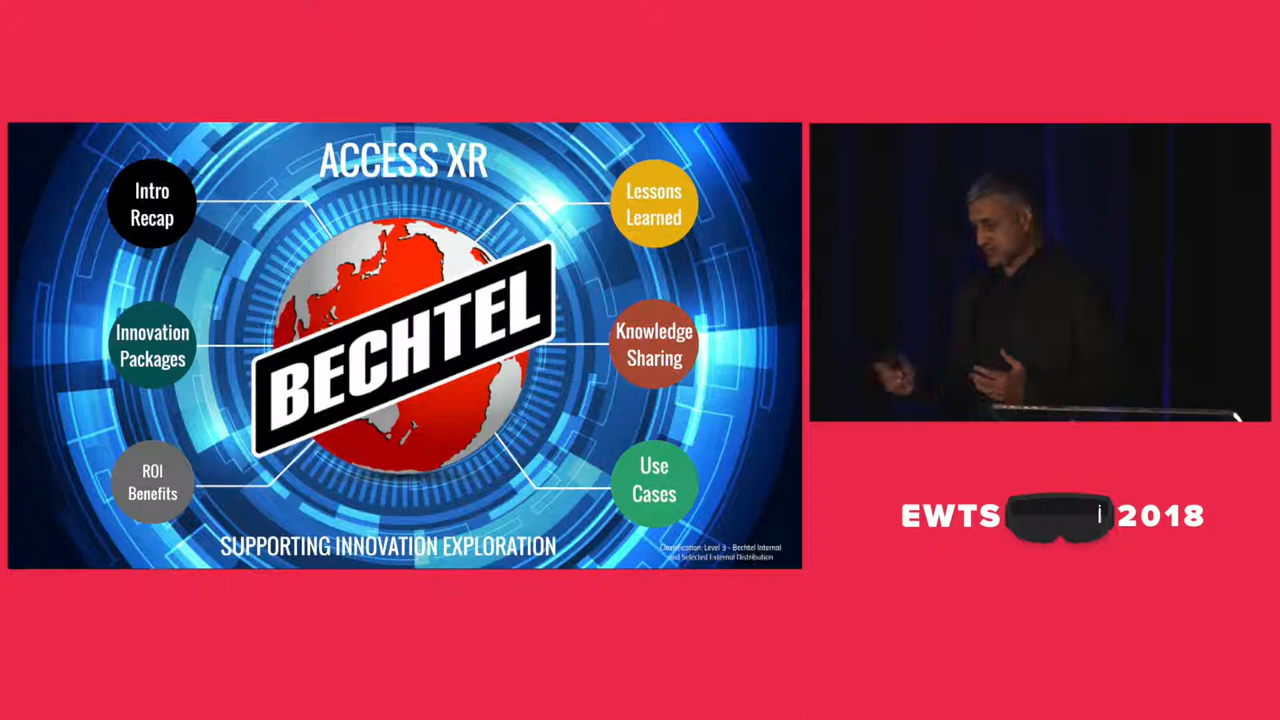 ACCESS XR
Intro
Recap
Lessons
Learned
Innovation
Packages
BECHTEL
Knowledge
Sharing
ROI
Benefits
Use
Cases
SUPPORTING INNOVATION EXPLORATION
Classification: Level 3 - Bechtel Internal
and Selected External Distribution
EWTS i 2018